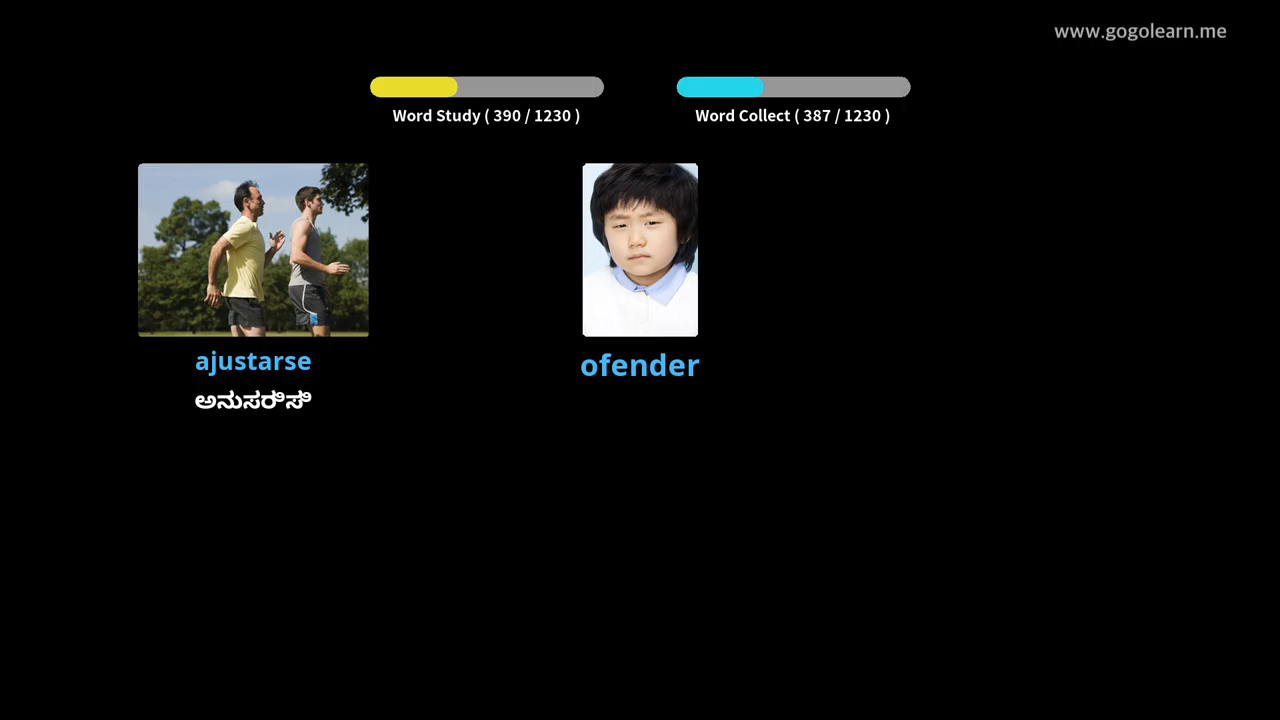 www.gogolearn.me
Word Study ( 390 / 1230 )
Word Collect ( 387 / 1230 )
ajustarse
ಅನುಸರಿಸಿ
ofender